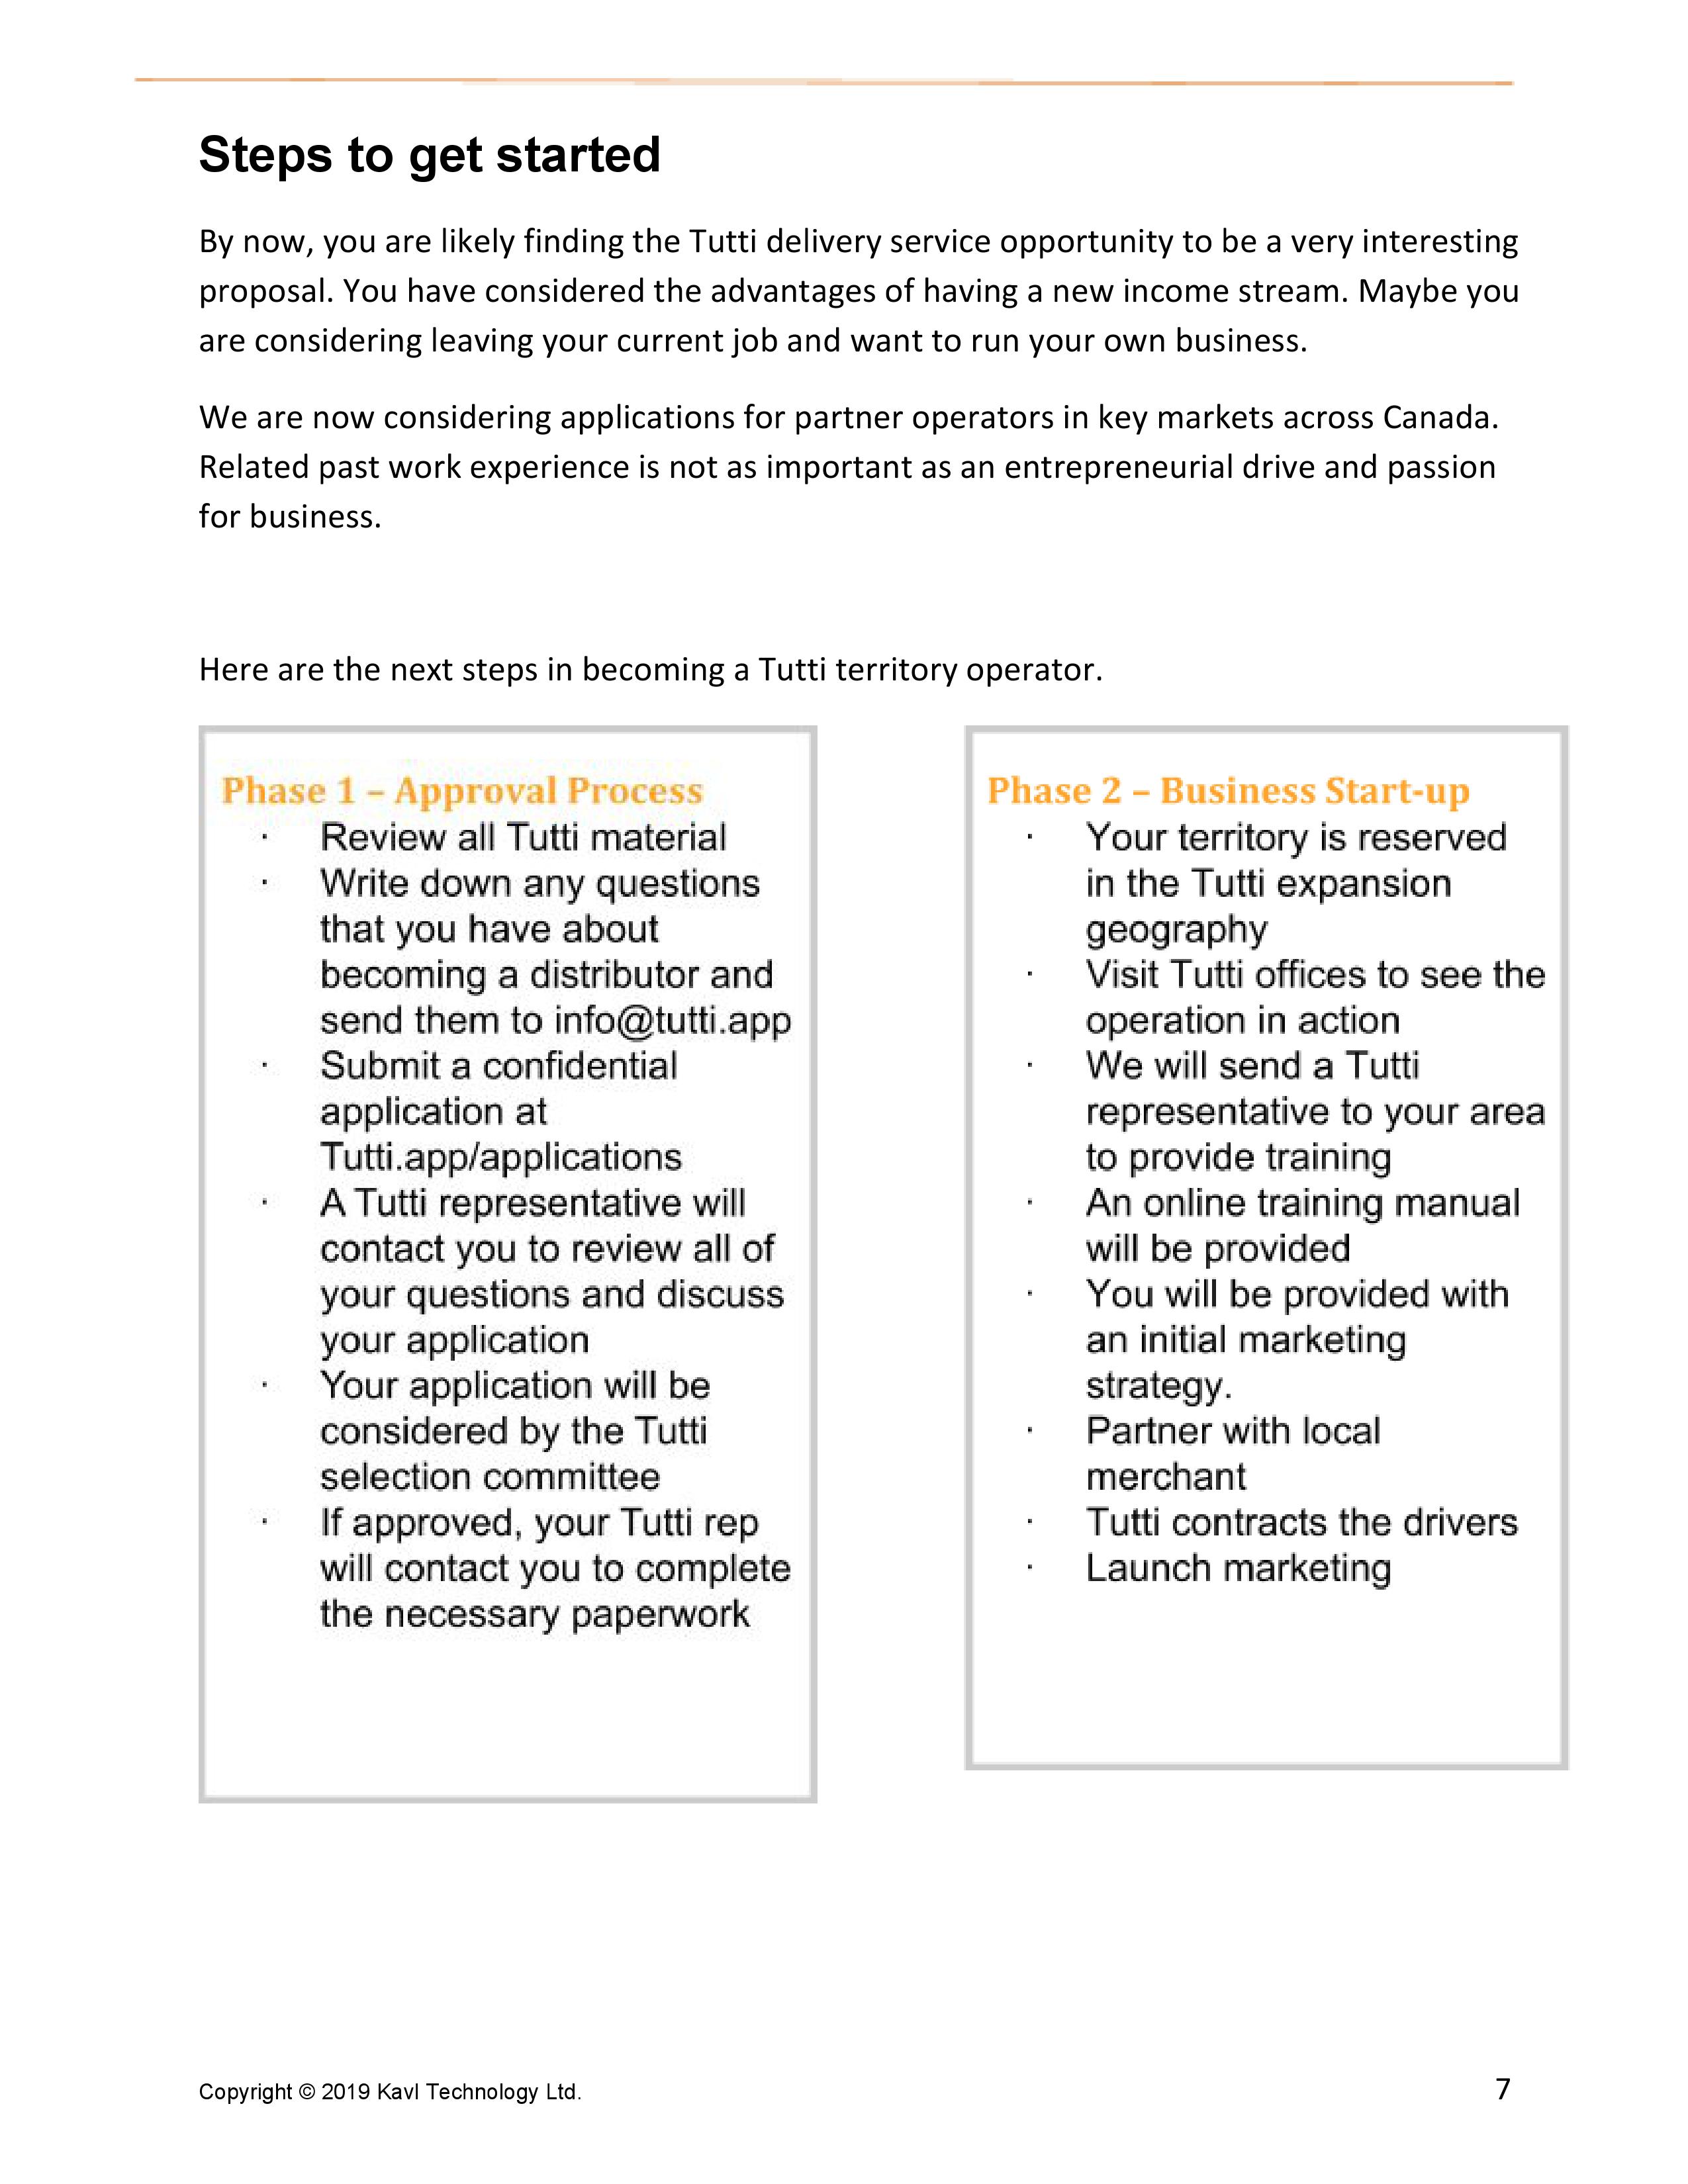 Steps to get started
By now, you are likely finding the Tutti delivery service opportunity to be a very interesting
proposal. You have considered the advantages of having a new income stream. Maybe you
are considering leaving your current job and want to run your own business.
We are now considering applications for partner operators in key markets across Canada.
Related past work experience is not as important as an entrepreneurial drive and passion
for business.
Here are the next steps in becoming a Tutti territory operator.
Phase 1 – Approval Process
· Review all Tutti material
· Write down any questions
that you have about
becoming a distributor and
send them to info@tutti.app
· Submit a confidential
application at
Tutti.app/applications
· A Tutti representative will
contact you to review all of
your questions and discuss
your application
· Your application will be
considered by the Tutti
selection committee
· If approved, your Tutti rep
will contact you to complete
the necessary paperwork
Phase 2 – Business Start-up
· Your territory is reserved
in the Tutti expansion
geography
· Visit Tutti offices to see the
operation in action
· We will send a Tutti
representative to your area
to provide training
· An online training manual
will be provided
· You will be provided with
an initial marketing
strategy.
· Partner with local
merchant
· Tutti contracts the drivers
· Launch marketing
Copyright © 2019 Kavl Technology Ltd.
7